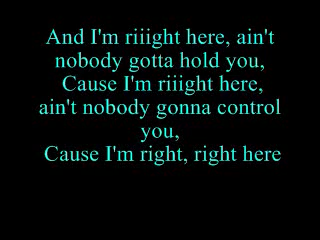 And I'm riiight here, ain't
nobody gotta hold you,
Cause I'm riiight here,
ain't nobody gonna control
you,
Cause I'm right, right here